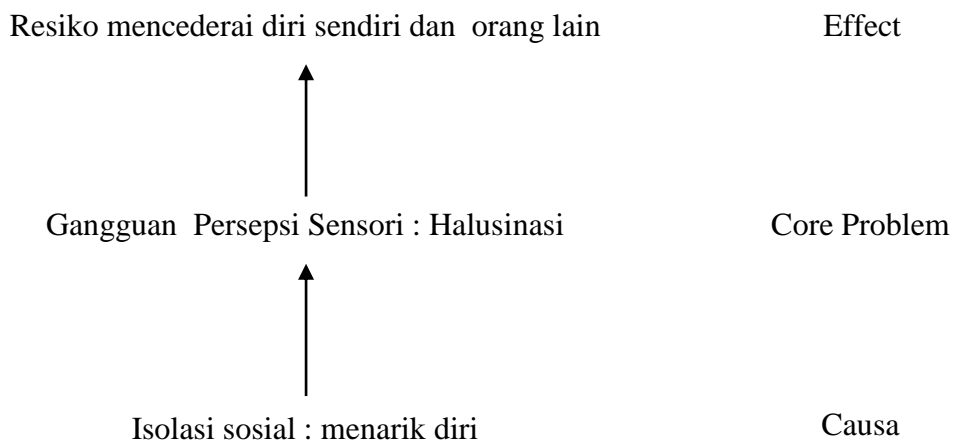 Resiko mencederai diri sendiri dan orang lain Effect
Gangguan Persepsi Sensori : Halusinasi Core Problem
Isolasi sosial : menarik diri Causa